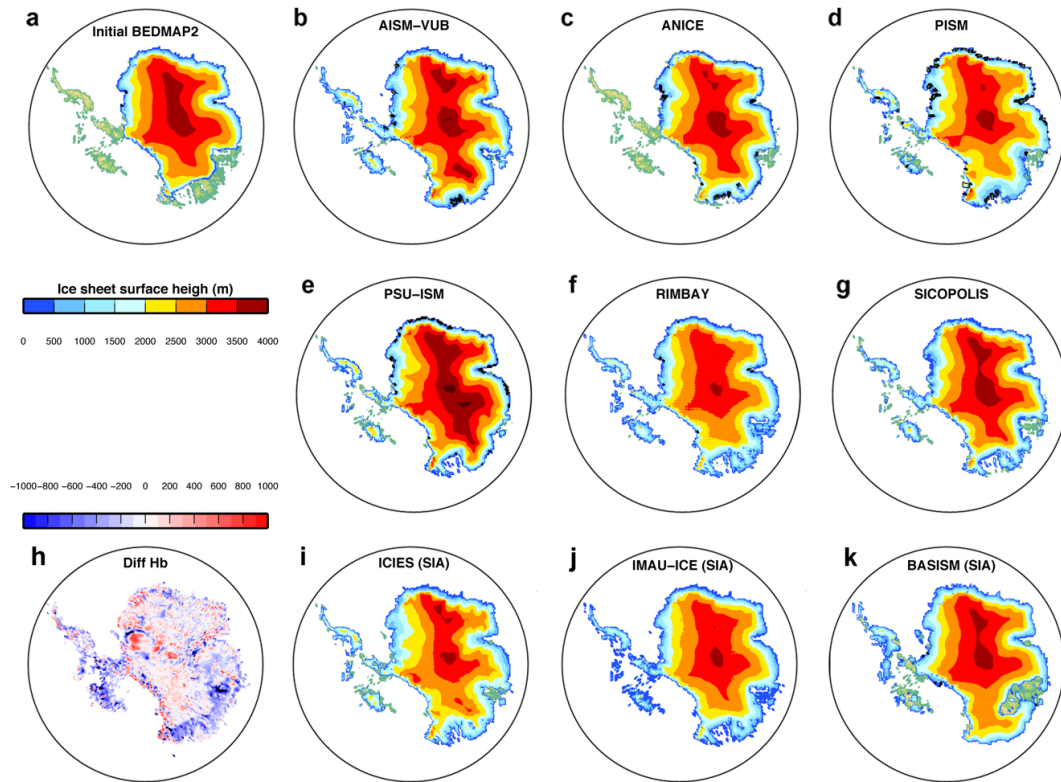 a
Initial BEDMAP2
b
AISM−VUB
c
ANICE
d
PISM
Ice sheet surface heigh (m)
0 500 1000 1500 2000 2500 3000 3500 4000
e
PSU−ISM
f
RIMBAY
g
SICOPOLIS
−1000−800−600−400−200 0 200 400 600 800 1000
h
Diff Hb
i
ICIES (SIA)
j
IMAU−ICE (SIA)
k
BASISM (SIA)